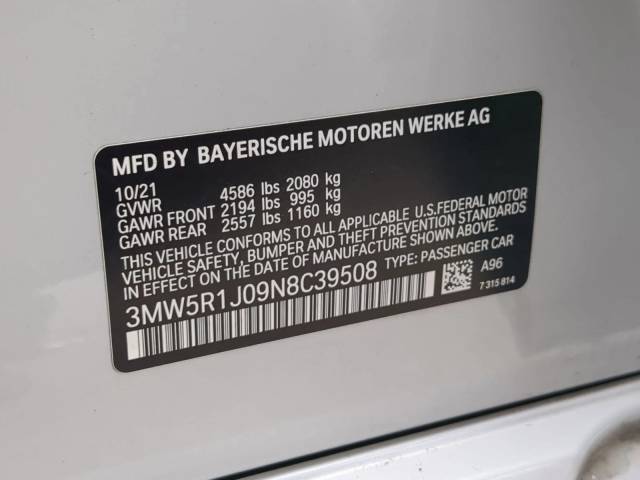 MFD BY BAYERISCHE MOTOREN WERKE AG
10/21
GVWR 4586 lbs 2080 kg
GAWR FRONT 2194 lbs 995 kg
GAWR REAR 2557 lbs 1160 kg
THIS VEHICLE CONFORMS TO ALL APPLICABLE U.S.FEDERAL MOTOR
VEHICLE SAFETY, BUMPER AND THEFT PREVENTION STANDARDS
IN EFFECT ON THE DATE OF MANUFACTURE SHOWN ABOVE.
3MW5R1J09N8C39508 TYPE: PASSENGER CAR
A96
7 315 814